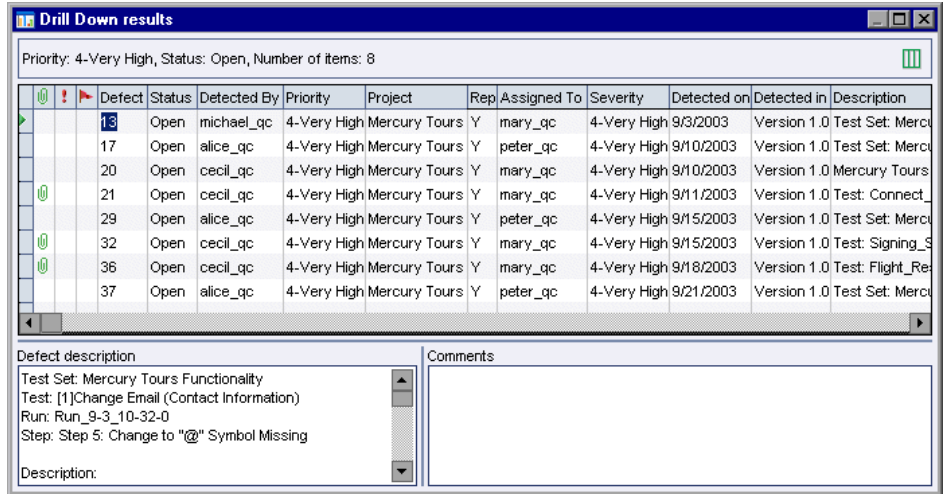 Drill Down results
Priority: 4-Very High, Status: Open, Number of items: 8
Defect Status Detected By Priority Project Rep Assigned To Severity Detected on Detected in Description
13 Open michael_qc 4-Very High Mercury Tours Y mary_qc 4-Very High 9/3/2003 Version 1.0 Test Set: Mercu
17 Open alice_qc 4-Very High Mercury Tours Y peter_qc 4-Very High 9/10/2003 Version 1.0 Test Set: Mercu
20 Open cecil_qc 4-Very High Mercury Tours Y mary_qc 4-Very High 9/10/2003 Version 1.0 Mercury Tours
21 Open cecil_qc 4-Very High Mercury Tours Y mary_qc 4-Very High 9/11/2003 Version 1.0 Test: Connect_
29 Open alice_qc 4-Very High Mercury Tours Y peter_qc 4-Very High 9/15/2003 Version 1.0 Test Set: Mercu
32 Open cecil_qc 4-Very High Mercury Tours Y mary_qc 4-Very High 9/15/2003 Version 1.0 Test: Signing_S
36 Open cecil_qc 4-Very High Mercury Tours Y mary_qc 4-Very High 9/18/2003 Version 1.0 Test: Flight_Re
37 Open alice_qc 4-Very High Mercury Tours Y peter_qc 4-Very High 9/21/2003 Version 1.0 Test Set: Mercu
Defect description
Test Set: Mercury Tours Functionality
Test: [1]Change Email (Contact Information)
Run: Run_9-3_10-32-0
Step: Step 5: Change to "@" Symbol Missing
Description:
Comments